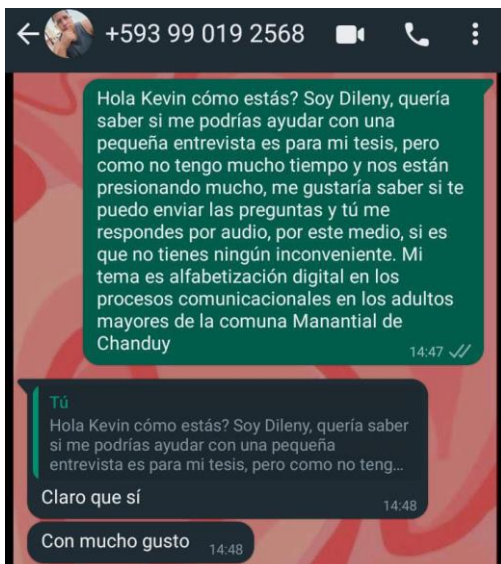 +593 99 019 2568
Hola Kevin cómo estás? Soy Dileny, quería
saber si me podrías ayudar con una
pequeña entrevista es para mi tesis, pero
como no tengo mucho tiempo y nos están
presionando mucho, me gustaría saber si te
puedo enviar las preguntas y tú me
respondes por audio, por este medio, si es
que no tienes ningún inconveniente. Mi
tema es alfabetización digital en los
procesos comunicacionales en los adultos
mayores de la comuna Manantial de
Chanduy
14:47
Tú
Hola Kevin cómo estás? Soy Dileny, quería saber
si me podrías ayudar con una pequeña
entrevista es para mi tesis, pero como no teng...
Claro que sí
14:48
Con mucho gusto
14:48